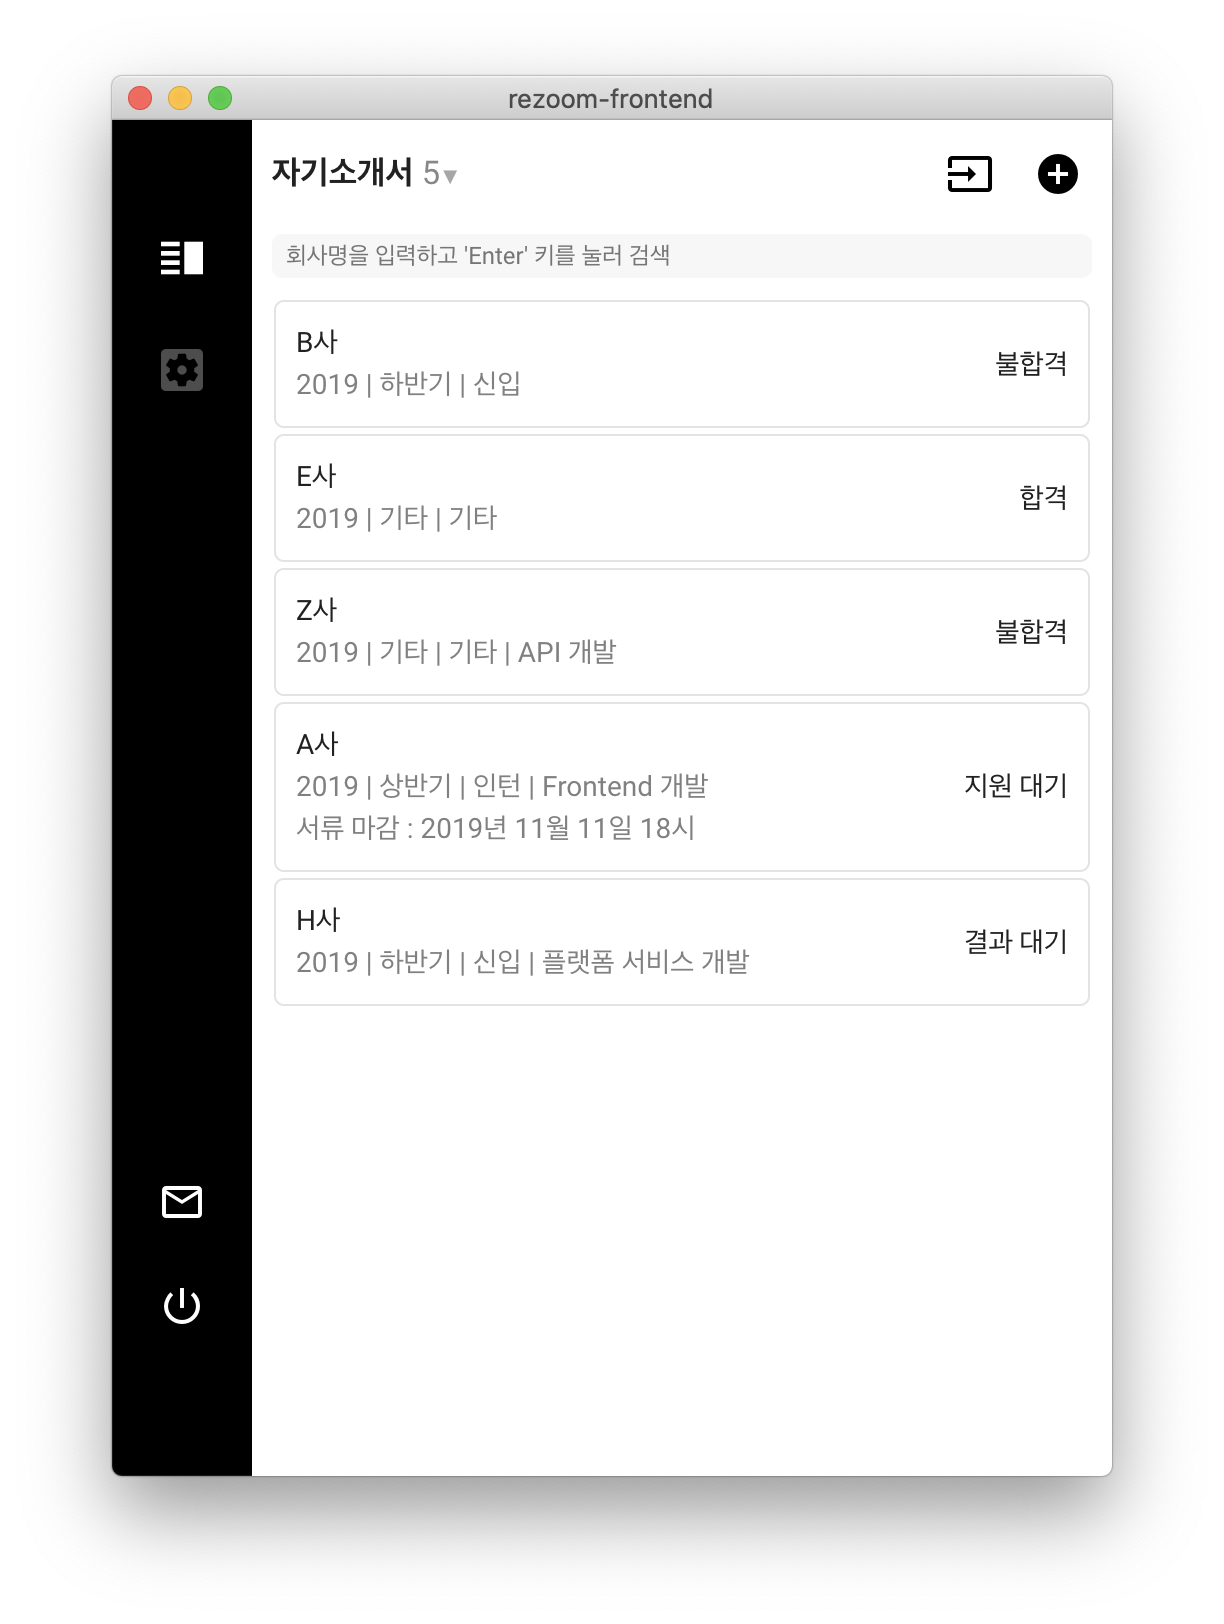 rezoom-frontend
자기소개서 5▾
회사명을 입력하고 'Enter' 키를 눌러 검색
B사
2019 | 하반기 | 신입
불합격
E사
2019 | 기타 | 기타
합격
Z사
2019 | 기타 | 기타 | API 개발
불합격
A사
2019 | 상반기 | 인턴 | Frontend 개발
서류 마감 : 2019년 11월 11일 18시
지원 대기
H사
2019 | 하반기 | 신입 | 플랫폼 서비스 개발
결과 대기